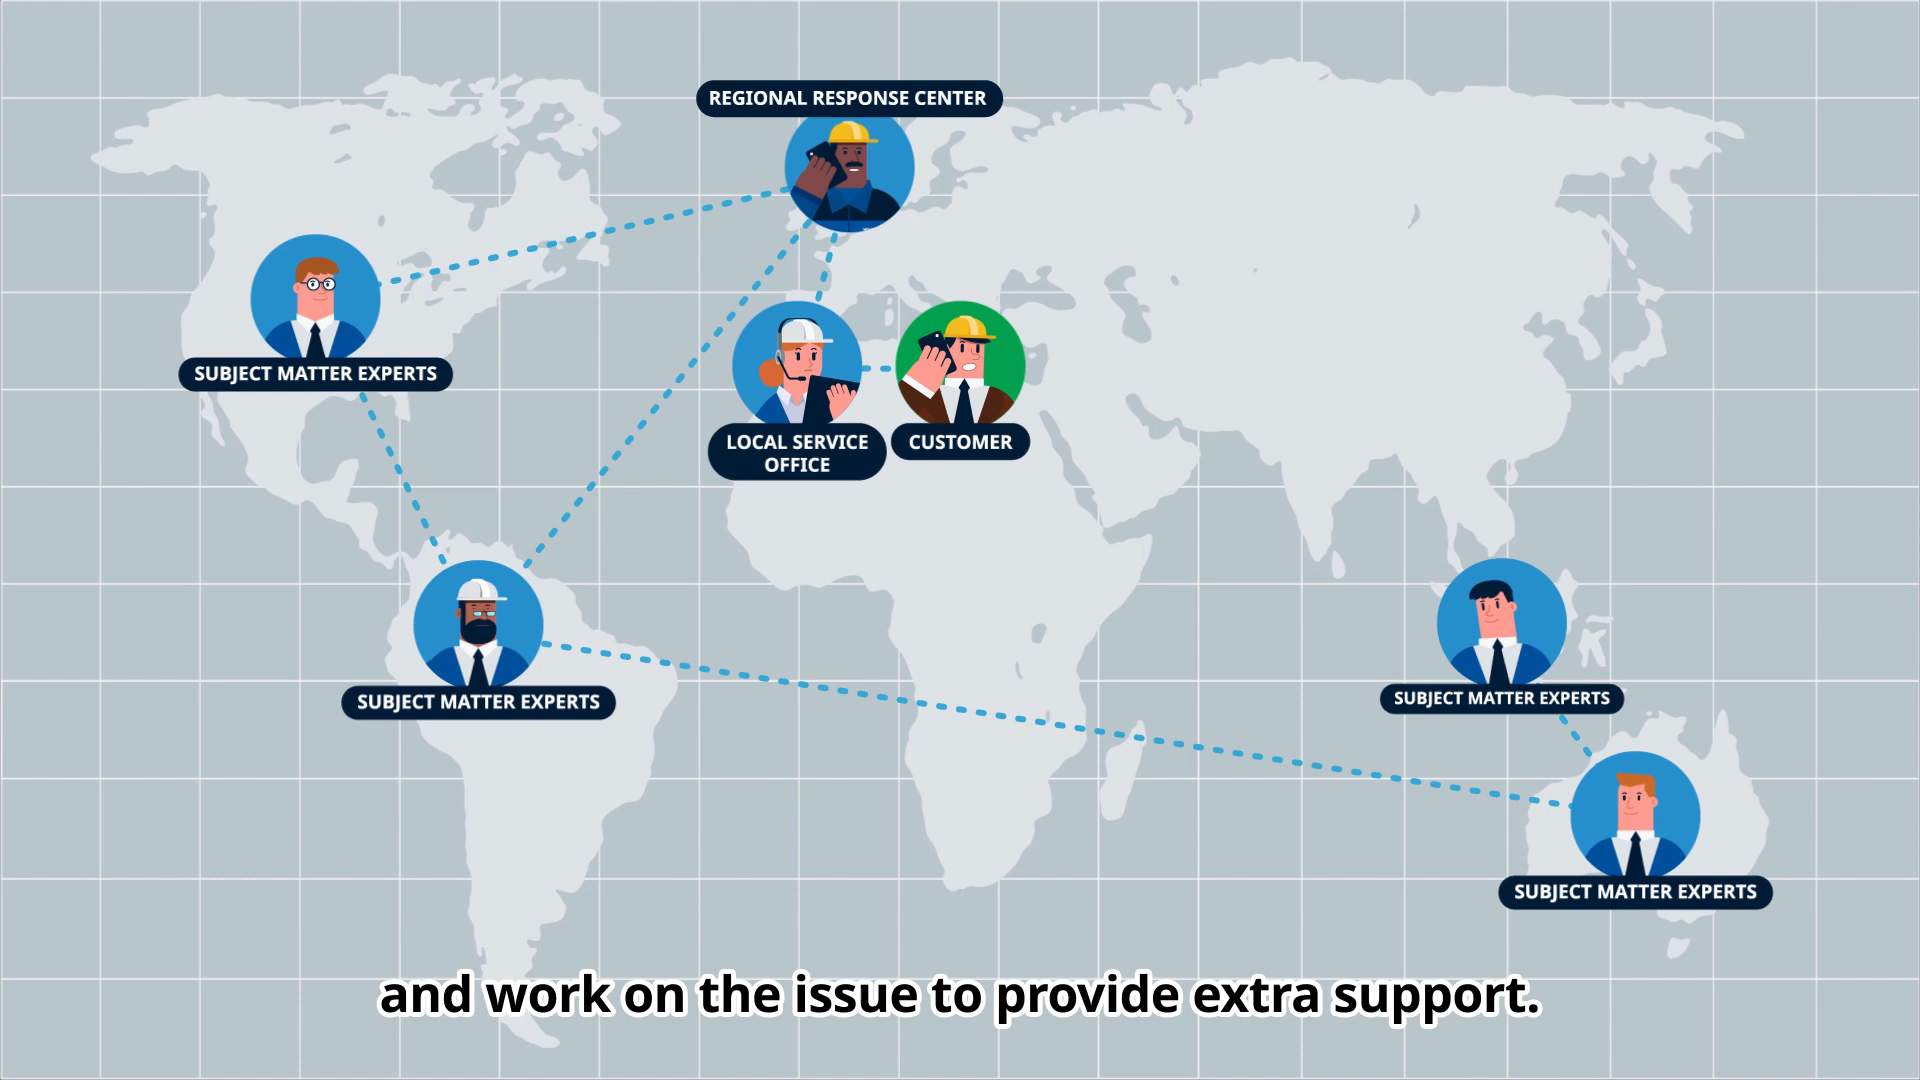 REGIONAL RESPONSE CENTER
SUBJECT MATTER EXPERTS
LOCAL SERVICE
OFFICE
CUSTOMER
SUBJECT MATTER EXPERTS
SUBJECT MATTER EXPERTS
SUBJECT MATTER EXPERTS
and work on the issue to provide extra support.